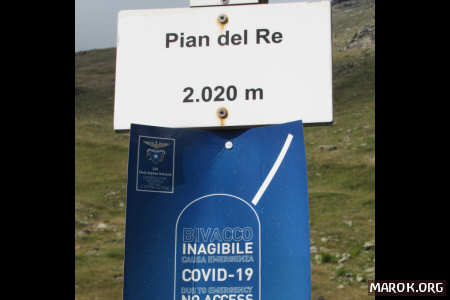 Pian del Re
2.020 m
BIVACCO
INAGIBILE
CAUSA EMERGENZA
COVID-19
DUE TO EMERGENCY
NO ACCESS
MAROK.ORG